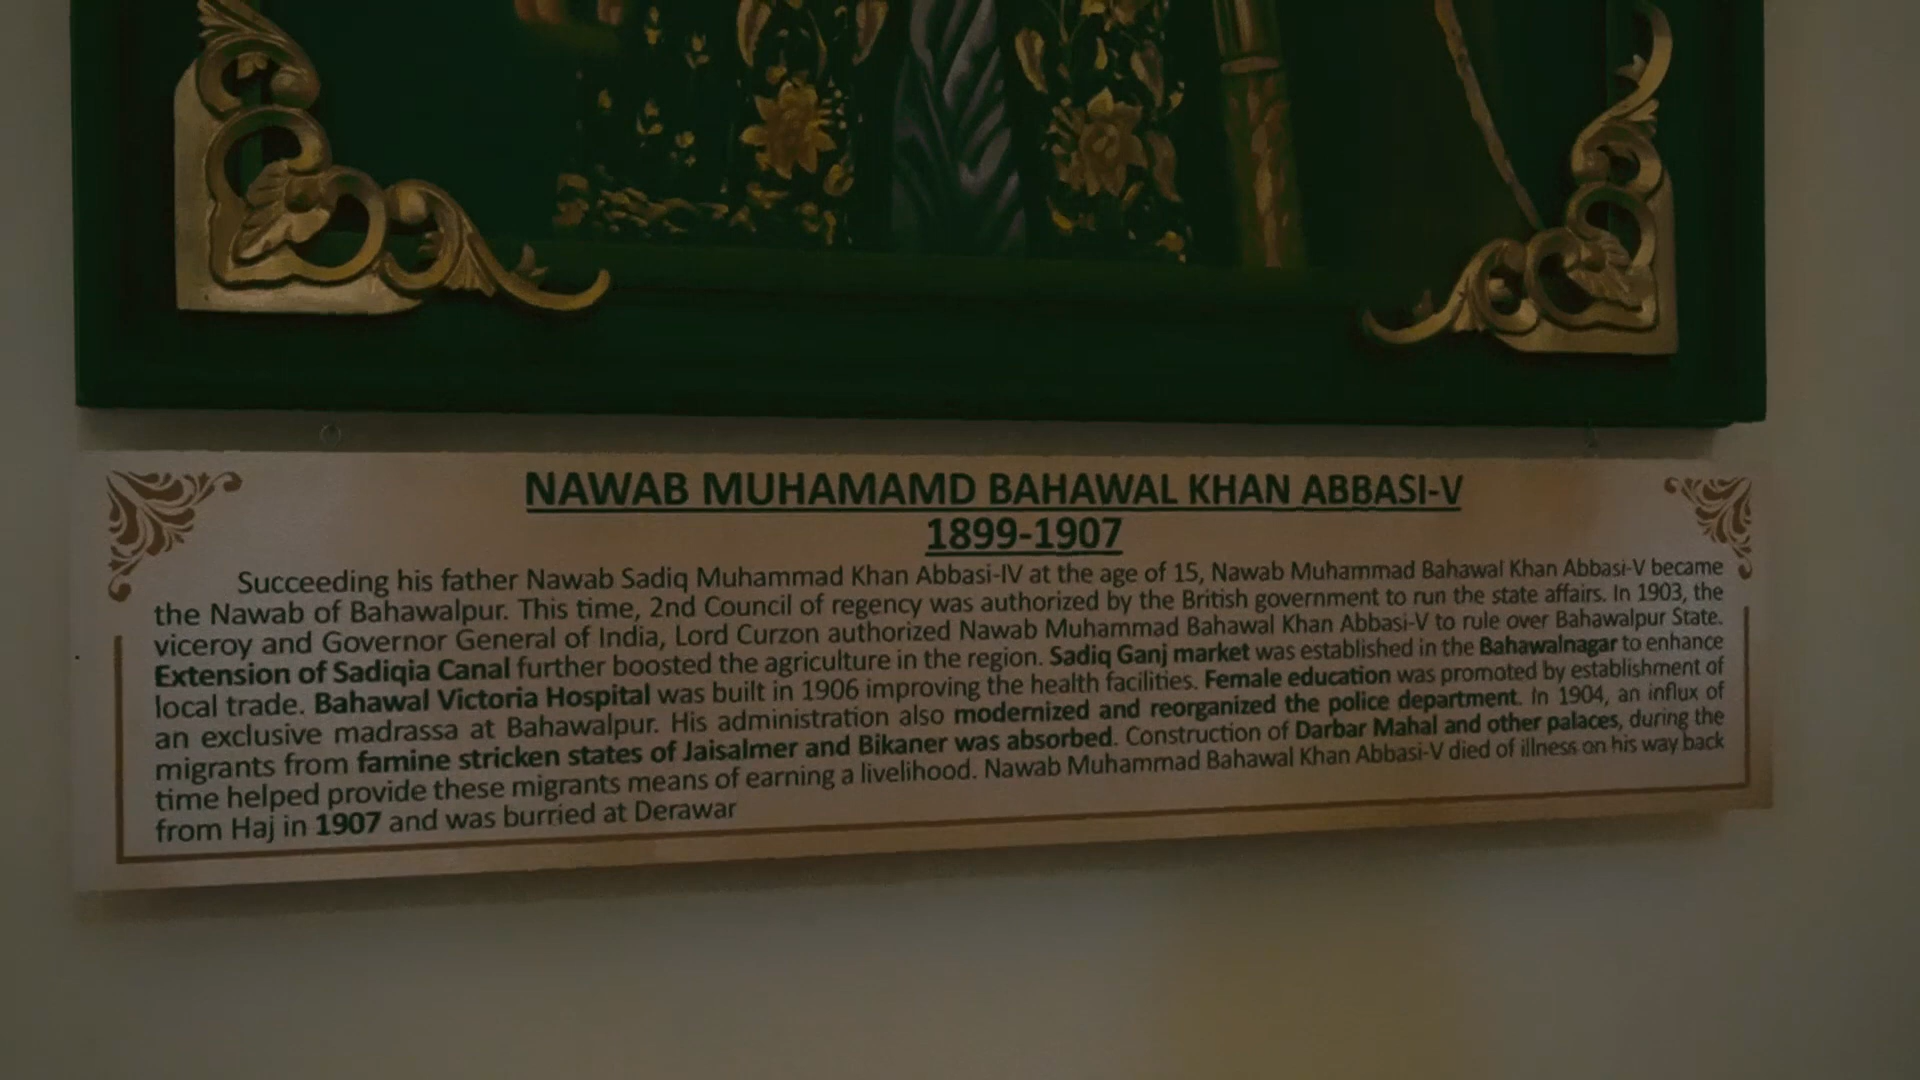 NAWAB MUHAMAMD BAHAWAL KHAN ABBASI-V
1899-1907
Succeeding his father Nawab Sadiq Muhammad Khan Abbasi-IV at the age of 15, Nawab Muhammad Bahawal Khan Abbasi-V became
the Nawab of Bahawalpur. This time, 2nd Council of regency was authorized by the British government to run the state affairs. In 1903, the
viceroy and Governor General of India, Lord Curzon authorized Nawab Muhammad Bahawal Khan Abbasi-V to rule over Bahawalpur State.
Extension of Sadiqia Canal further boosted the agriculture in the region. Sadiq Ganj market was established in the Bahawalnagar to enhance
local trade. Bahawal Victoria Hospital was built in 1906 improving the health facilities. Female education was promoted by establishment of
an exclusive madrassa at Bahawalpur. His administration also modernized and reorganized the police department. In 1904, an influx of
migrants from famine stricken states of Jaisalmer and Bikaner was absorbed. Construction of Darbar Mahal and other palaces, during the
time helped provide these migrants means of earning a livelihood. Nawab Muhammad Bahawal Khan Abbasi-V died of illness on his way back
from Haj in 1907 and was burried at Derawar